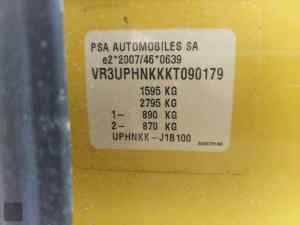 PSA AUTOMOBILES SA
e2*2007/46*0639
VR3UPHNKKKT090179
1595 KG
2795 KG
1- 890 KG
2- 870 KG
UPHNKK-J1B100